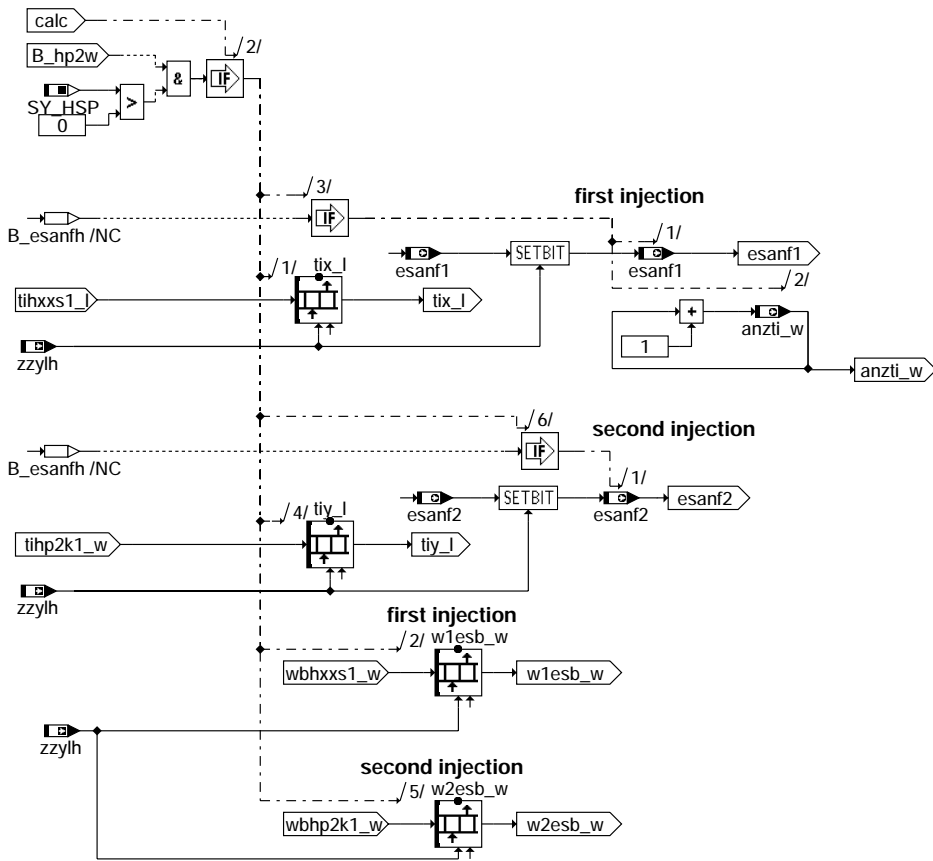 calc
/2/
B_hp2w
IF
&
>
SY_HSP
0
/3/
first injection
B_esanfh /NC
IF
/1/
esanf1
SETBIT
esanf1
esanf1
/1/
tix_l
/2/
tihxxs1_l
tix_l
+
anzti_w
1
zzylh
anzti_w
/6/
second injection
B_esanfh /NC
IF
/1/
esanf2
SETBIT
esanf2
esanf2
/4/
tiy_l
tihp2k1_w
tiy_l
zzylh
first injection
/2/
w1esb_w
wbhxxs1_w
w1esb_w
zzylh
second injection
/5/
w2esb_w
wbhp2k1_w
w2esb_w